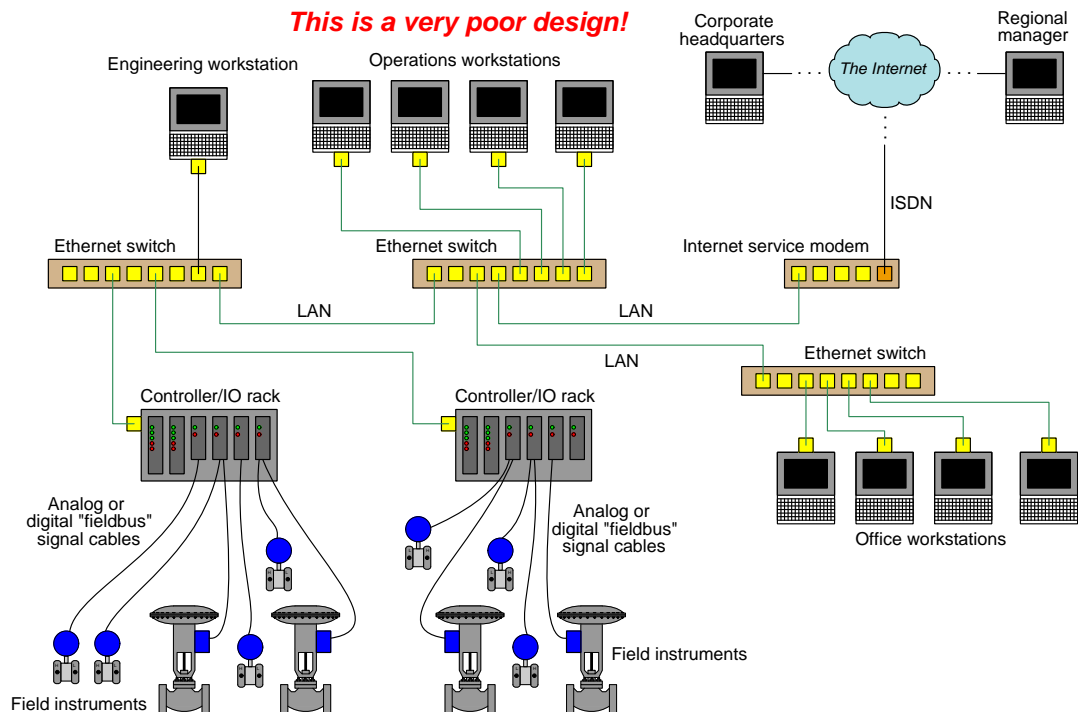 This is a very poor design!
Corporate
headquarters
Regional
manager
Engineering workstation
Operations workstations
The Internet
ISDN
Ethernet switch
Ethernet switch
Internet service modem
LAN
LAN
LAN
Ethernet switch
Controller/IO rack
Controller/IO rack
Analog or
digital "fieldbus"
signal cables
Analog or
digital "fieldbus"
signal cables
Office workstations
Field instruments
Field instruments